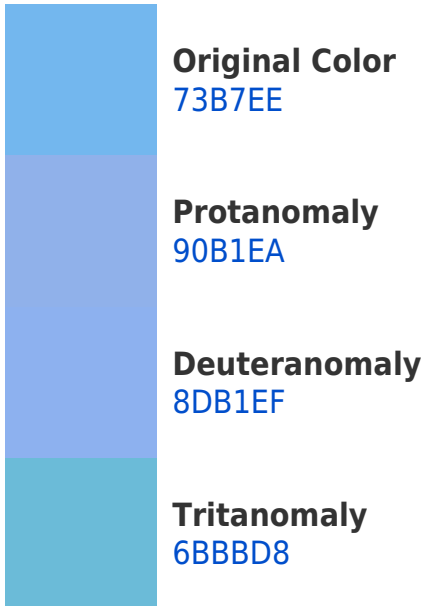 Original Color
73B7EE
Protanomaly
90B1EA
Deuteranomaly
8DB1EF
Tritanomaly
6BBBD8